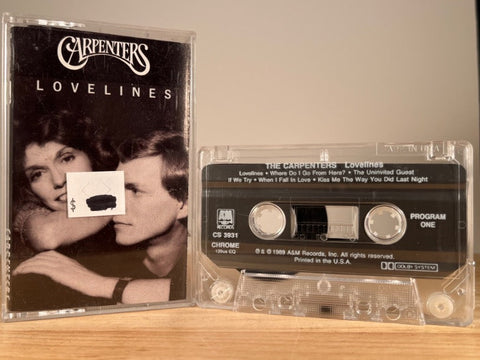 CARPENTERS
LOVELINES
$
THE CARPENTERS Lovelines
Lovelines • Where Do I Go From Here? • The Uninvited Guest
If We Try • When I Fall In Love • Kiss Me The Way You Did Last Night
A&M
RECORDS
CS 3931
CHROME
120us EQ
PROGRAM
ONE
℗ & © 1989 A&M Records, Inc. All rights reserved.
Printed in the U.S.A.
DOLBY SYSTEM